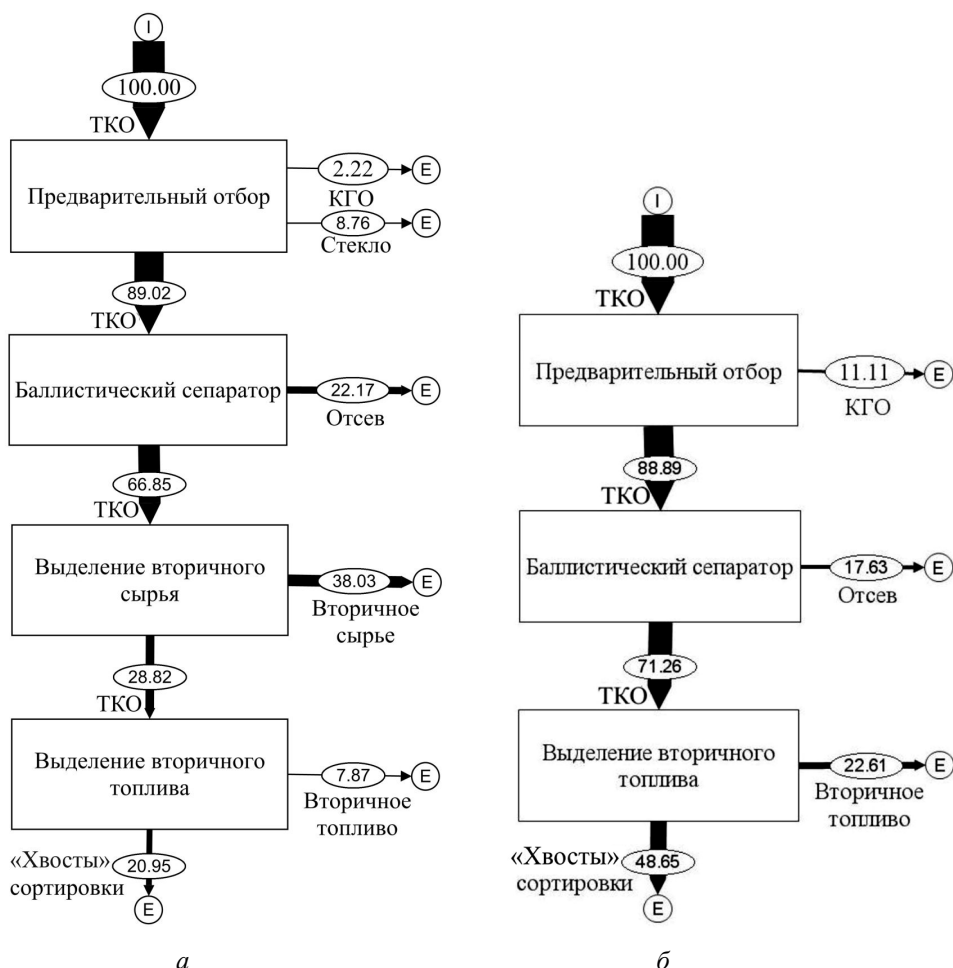 I
100.00
ТКО
Предварительный отбор
2.22
E
КГО
8.76
E
Стекло
89.02
ТКО
Баллистический сепаратор
22.17
E
Отсев
66.85
ТКО
Выделение вторичного
сырья
38.03
E
Вторичное
сырье
28.82
ТКО
Выделение вторичного
топлива
7.87
E
Вторичное
топливо
«Хвосты»
сортировки
20.95
E
а
I
100.00
ТКО
Предварительный отбор
11.11
E
КГО
88.89
ТКО
Баллистический сепаратор
17.63
E
Отсев
71.26
ТКО
Выделение вторичного
топлива
22.61
E
Вторичное
топливо
«Хвосты»
сортировки
48.65
E
б